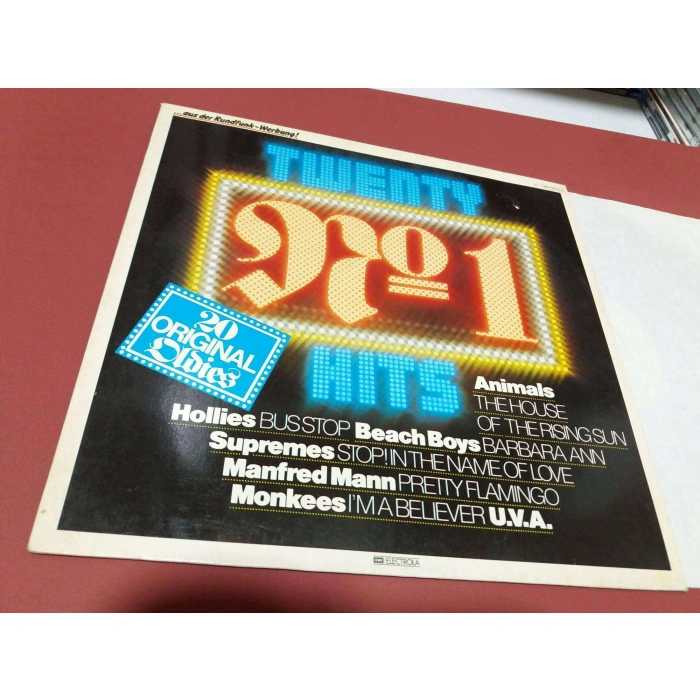 ...aus der Rundfunk-Werbung!
TWENTY
No 1
HITS
20
ORIGINAL
Oldies
Animals
THE HOUSE
OF THE RISING SUN
Hollies BUS STOP Beach Boys BARBARA ANN
Supremes STOP! IN THE NAME OF LOVE
Manfred Mann PRETTY FLAMINGO
Monkees I'M A BELIEVER U.V.A.
EMI ELECTROLA